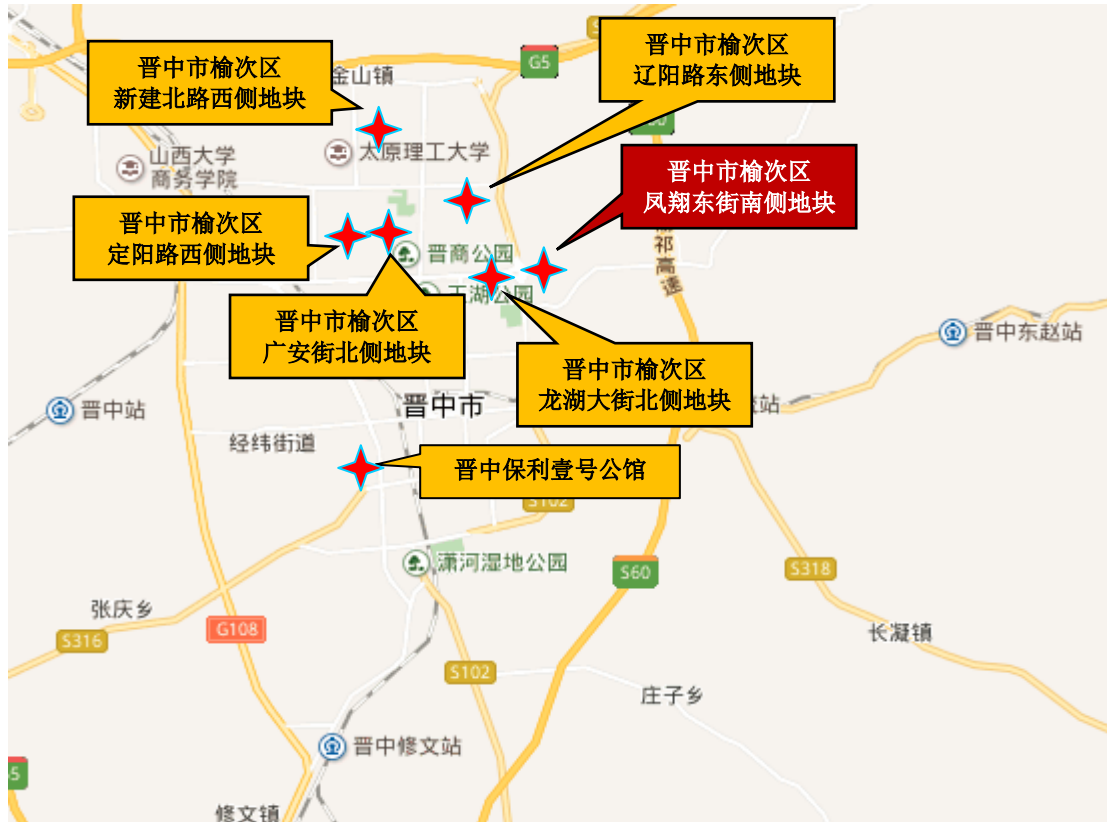 G5
晋中市榆次区
辽阳路东侧地块
晋中市榆次区
新建北路西侧地块
金山镇
太原理工大学
山西大学
商务学院
晋中市榆次区
凤翔东街南侧地块
祁高速
晋中市榆次区
定阳路西侧地块
晋商公园
湖公园
晋中市榆次区
广安街北侧地块
晋中市榆次区
龙湖大街北侧地块
晋中东赵站
站
晋中站
晋中市
经纬街道
晋中保利壹号公馆
S102
潇河湿地公园
S60
S318
张庆乡
G108
S316
长凝镇
S102
庄子乡
晋中修文站
修文镇